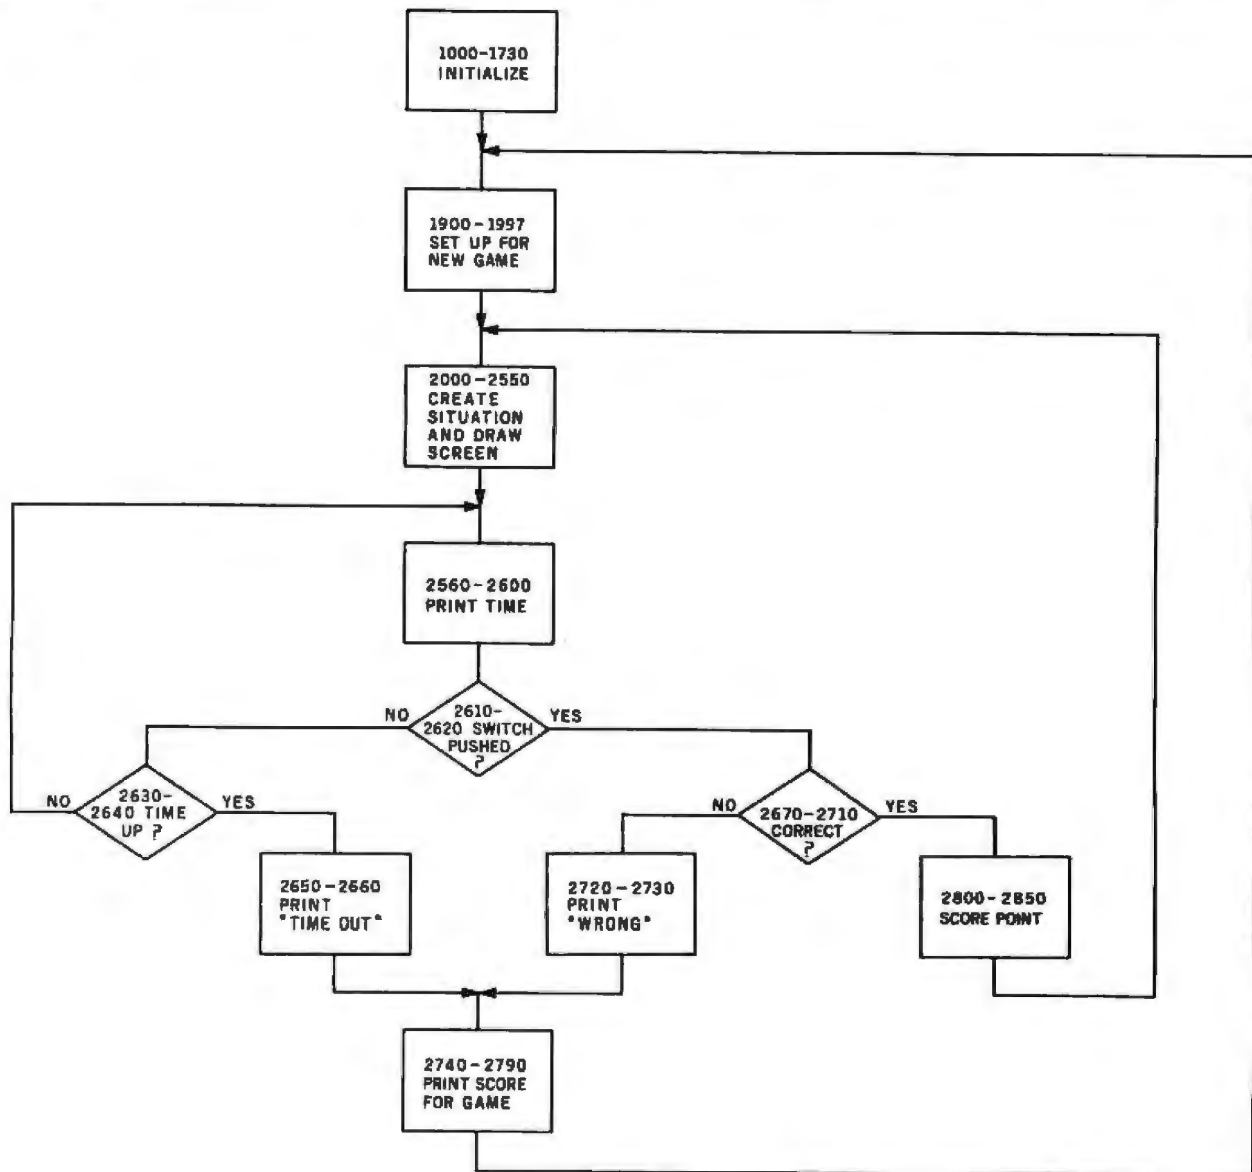 1000-1730
INITIALIZE
1900-1997
SET UP FOR
NEW GAME
2000-2550
CREATE
SITUATION
AND DRAW
SCREEN
2560-2600
PRINT TIME
NO
2610-
2620 SWITCH
PUSHED
?
YES
NO
2630-
2640 TIME
UP ?
YES
NO
2670-2710
CORRECT
?
YES
2650-2660
PRINT
"TIME OUT"
2720-2730
PRINT
"WRONG"
2800-2850
SCORE POINT
2740-2790
PRINT SCORE
FOR GAME